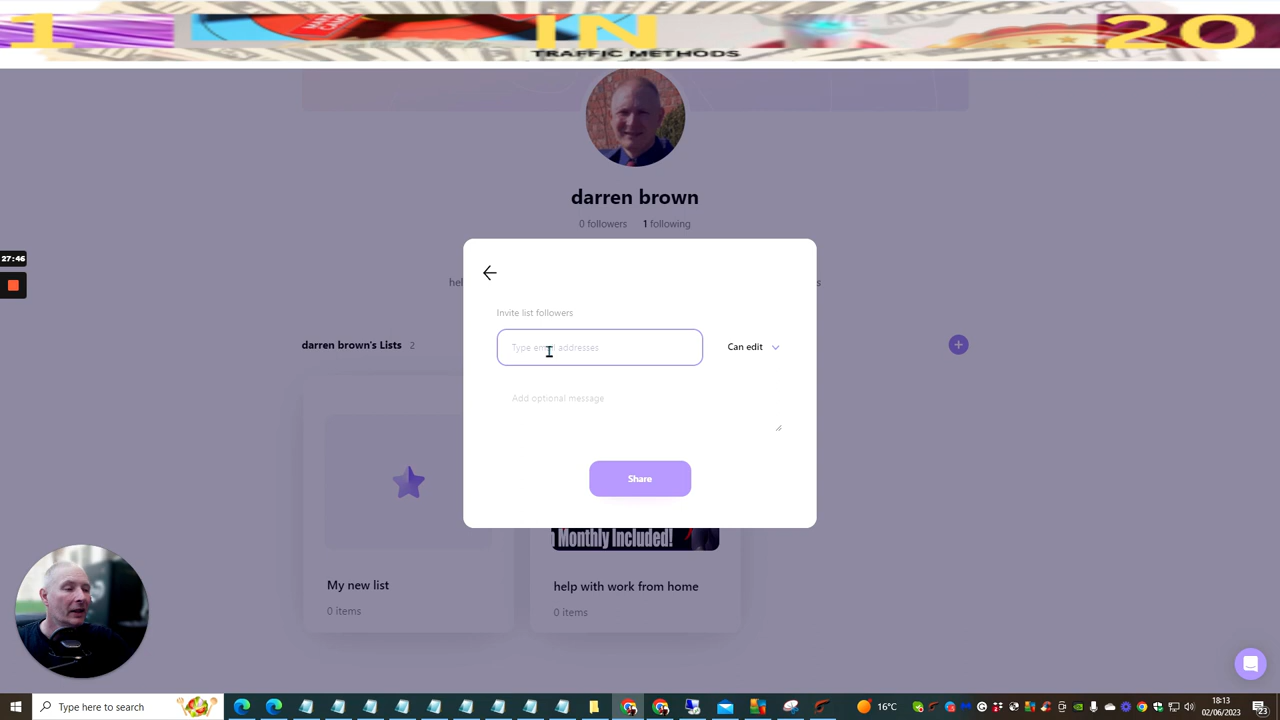 1 IN 20
TRAFFIC METHODS
darren brown
0 followers 1 following
27:46
hel
s
Invite list followers
Type email addresses
Can edit
darren brown's Lists 2
Add optional message
Share
Monthly Included!
My new list
help with work from home
0 items
0 items
Type here to search
16°C
18:13
02/06/2023